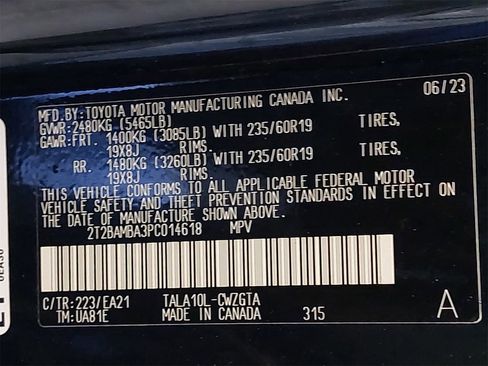 MFD.BY:TOYOTA MOTOR MANUFACTURING CANADA INC. 06/23
GVWR:2480KG (5465LB)
GAWR:FRT. 1400KG (3085LB) WITH 235/60R19 TIRES,
19X8J RIMS.
RR. 1480KG (3260LB) WITH 235/60R19 TIRES,
19X8J RIMS.
THIS VEHICLE CONFORMS TO ALL APPLICABLE FEDERAL MOTOR
VEHICLE SAFETY AND THEFT PREVENTION STANDARDS IN EFFECT ON
THE DATE OF MANUFACTURE SHOWN ABOVE.
2T2BAMBA3PC014618 MPV
C/TR:223/EA21 TALA10L-CWZGTA
TM:UA81E MADE IN CANADA 315 A